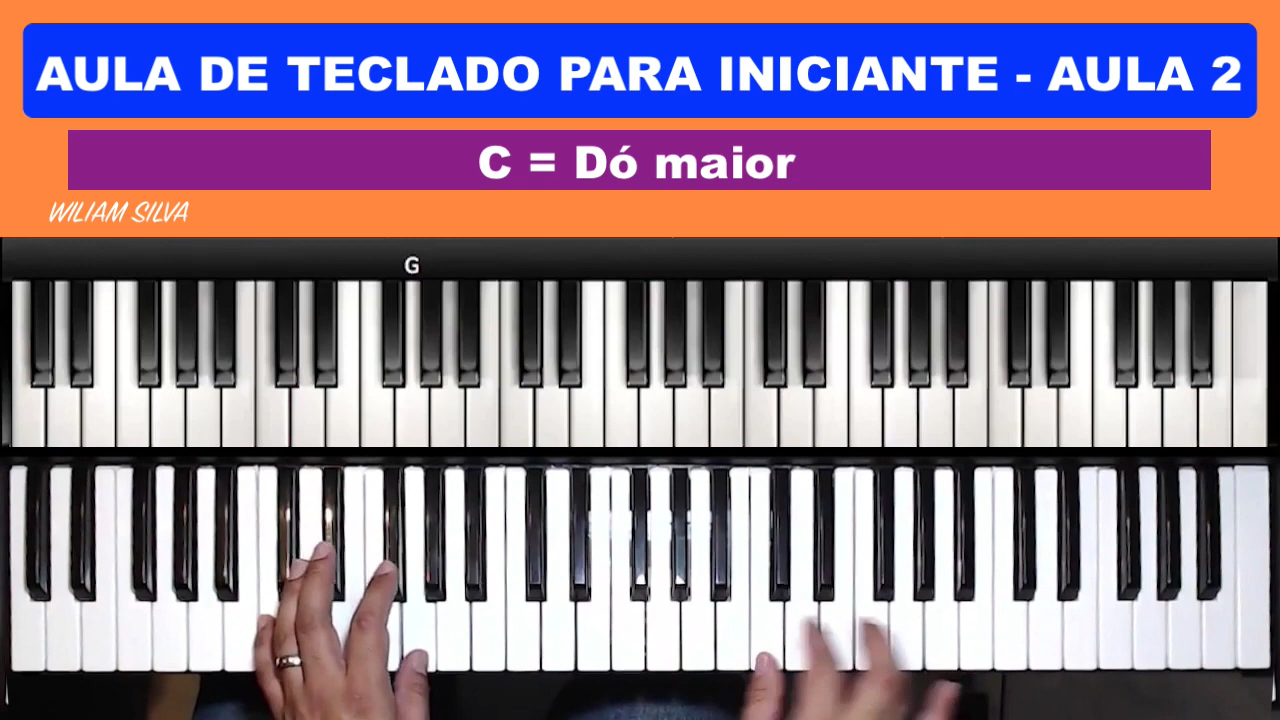 AULA DE TECLADO PARA INICIANTE - AULA 2
C = Dó maior
WILIAM SILVA
G